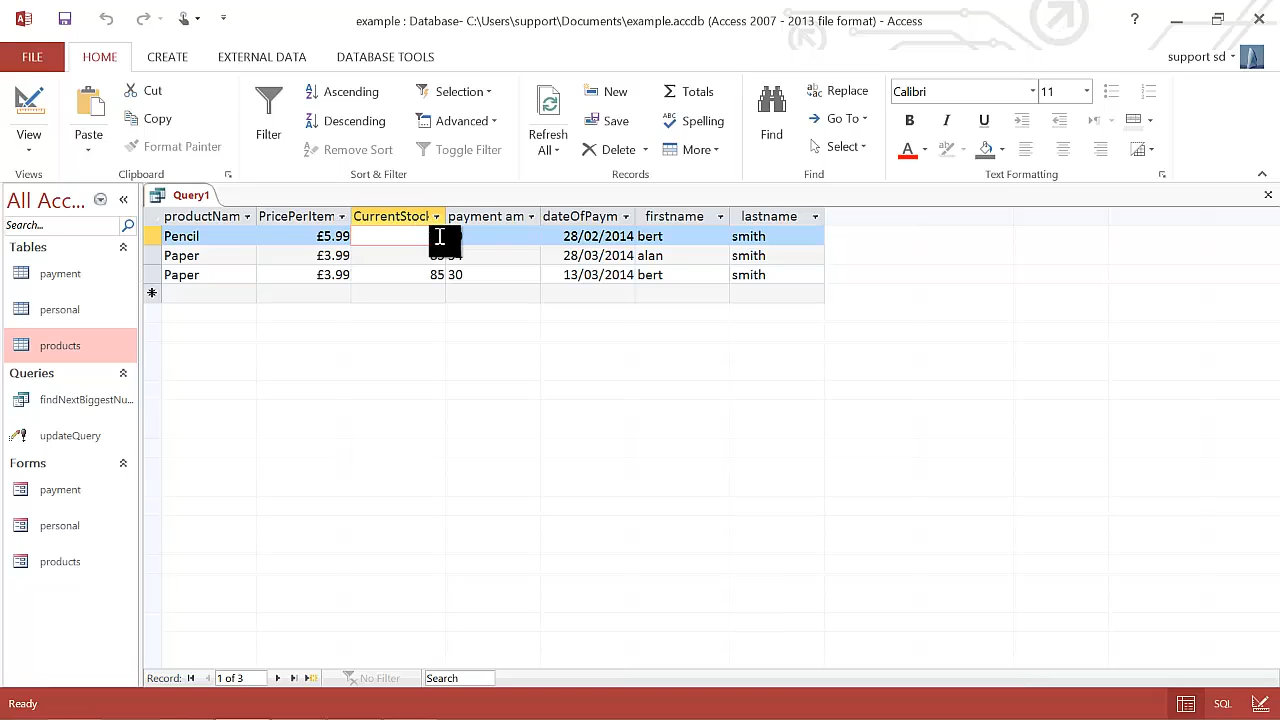 example : Database- C:\Users\support\Documents\example.accdb (Access 2007 - 2013 file format) - Access
?
FILE HOME CREATE EXTERNAL DATA DATABASE TOOLS support sd
View Paste Cut Copy Format Painter
Filter Ascending Descending Remove Sort Selection Advanced Toggle Filter
Refresh All New Save Delete Totals Spelling More
Find Replace Go To Select
Calibri 11
B I U
A
Views Clipboard Sort & Filter Records Find Text Formatting
All Acc...
Search...
Tables
payment
personal
products
Queries
findNextBiggestNu...
updateQuery
Forms
payment
personal
products
Query1
productNam PricePerItem CurrentStock payment am dateOfPaym firstname lastname
Pencil £5.99 28/02/2014 bert smith
Paper £3.99 28/03/2014 alan smith
Paper £3.99 85 30 13/03/2014 bert smith
Record: 1 of 3 No Filter Search
Ready SQL